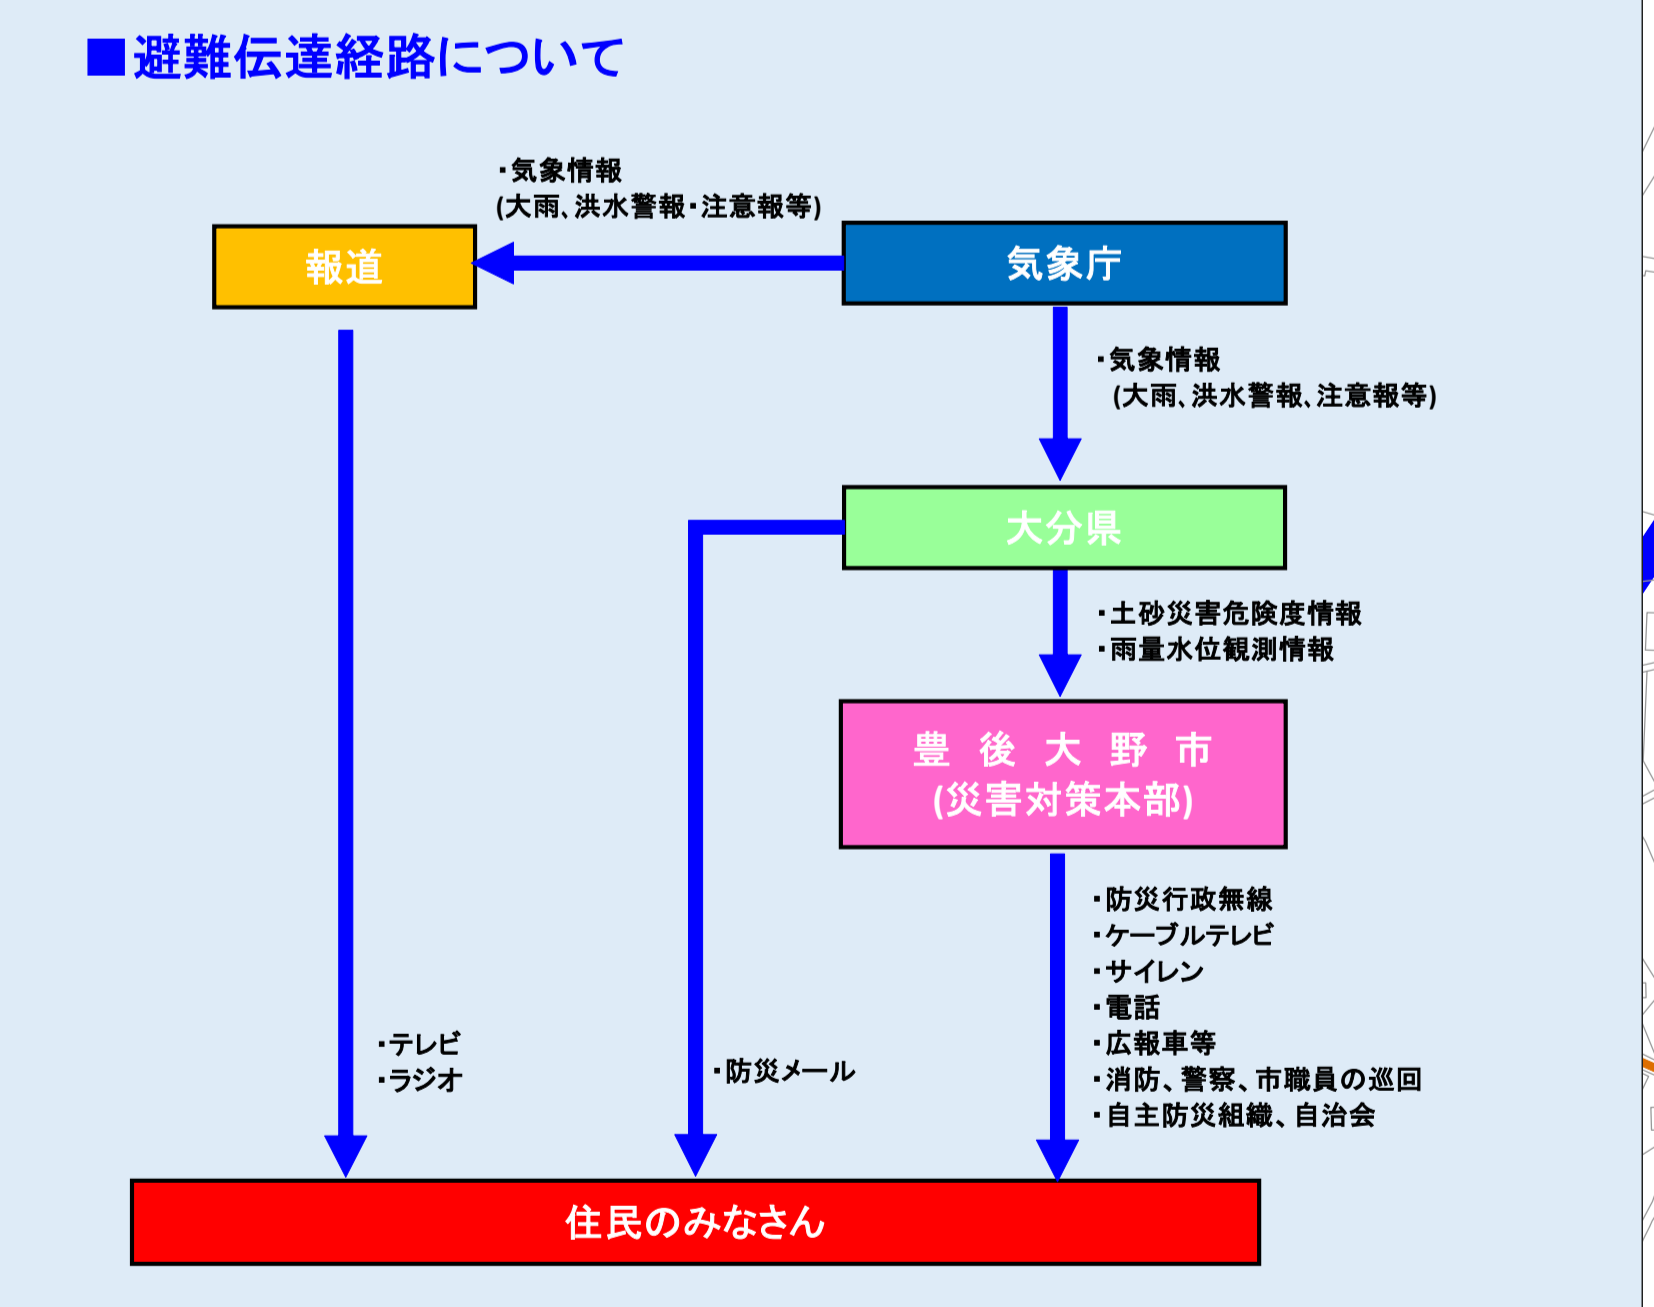 ■避難伝達経路について
・気象情報
(大雨、洪水警報・注意報等)
報道
気象庁
・気象情報
(大雨、洪水警報、注意報等)
大分県
・土砂災害危険度情報
・雨量水位観測情報
豊 後 大 野 市
(災害対策本部)
・防災行政無線
・ケーブルテレビ
・サイレン
・電話
・広報車等
・消防、警察、市職員の巡回
・自主防災組織、自治会
・テレビ
・ラジオ
・防災メール
住民のみなさん